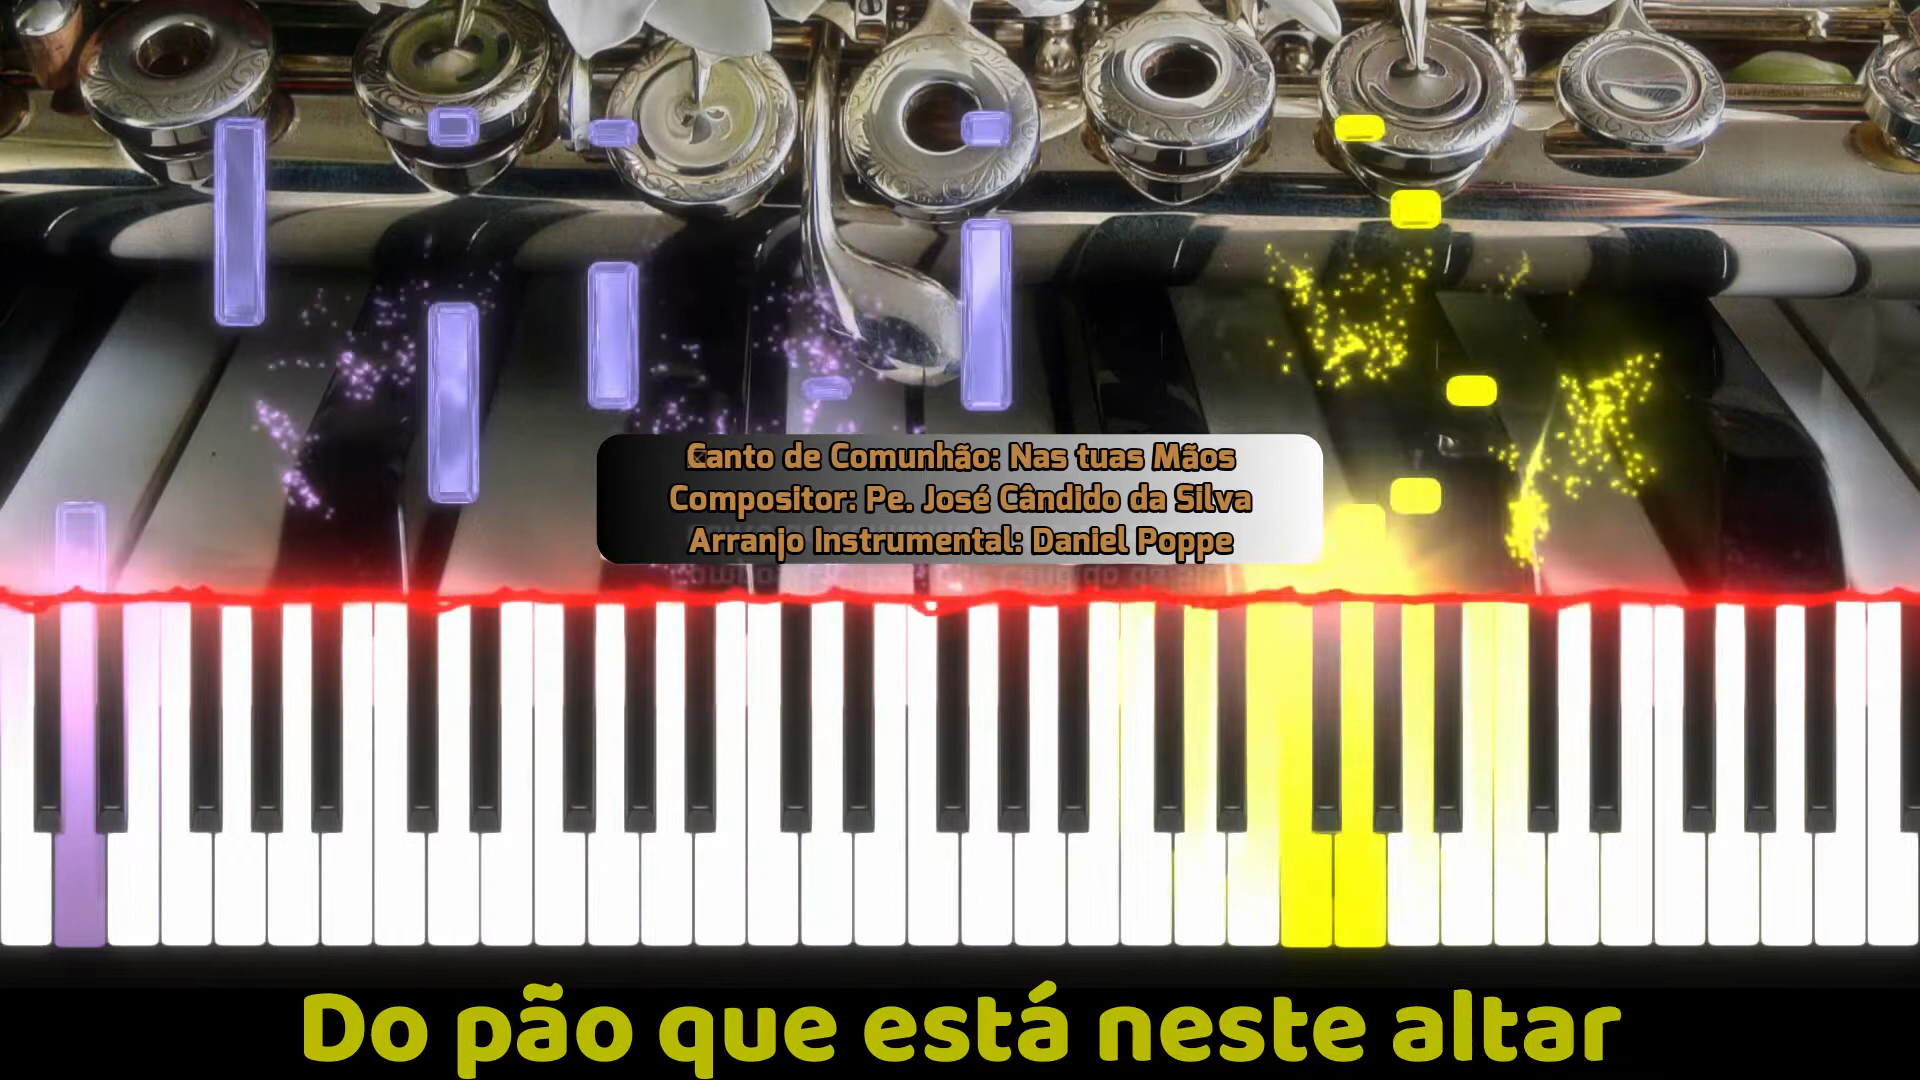 Canto de Comunhão: Nas tuas Mãos
Compositor: Pe. José Cândido da Silva
Arranjo Instrumental: Daniel Poppe
Do pão que está neste altar